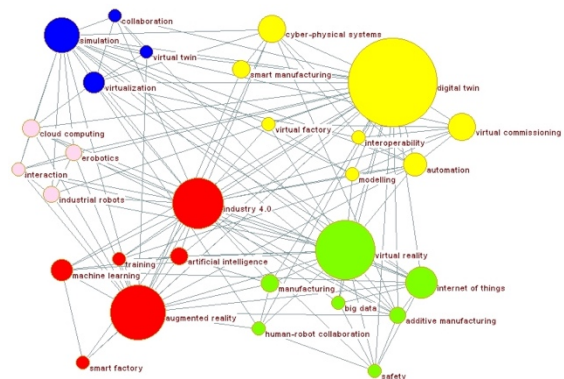 collaboration
cyber-physical systems
simulation
virtual twin
smart manufacturing
virtualization
digital twin
virtual factory
virtual commissioning
cloud computing
interoperability
erobotics
interaction
automation
modelling
industrial robots
industry 4.0
virtual reality
artificial intelligence
training
machine learning
manufacturing
internet of things
big data
augmented reality
additive manufacturing
human-robot collaboration
smart factory
safety